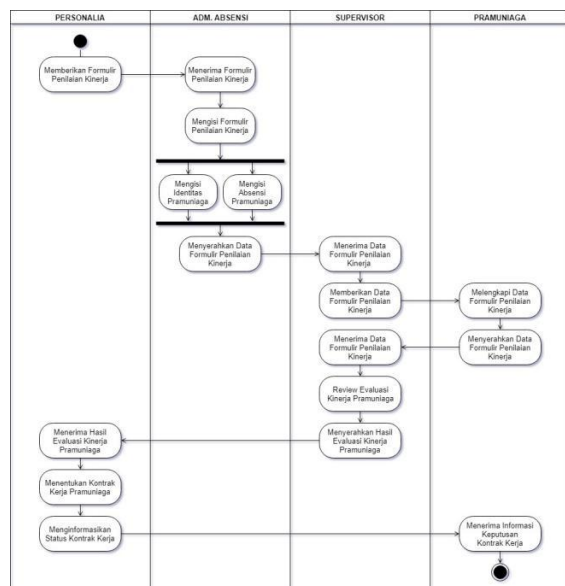 PERSONALIA
ADM. ABSENSI
SUPERVISOR
PRAMUNIAGA
Memberikan Formulir
Penilaian Kinerja
Menerima Formulir
Penilaian Kinerja
Mengisi Formulir
Penilaian Kinerja
Mengisi
Identitas
Pramuniaga
Mengisi
Absensi
Pramuniaga
Menyerahkan Data
Formulir Penilaian
Kinerja
Menerima Data
Formulir Penilaian
Kinerja
Memberikan Data
Formulir Penilaian
Kinerja
Melengkapi Data
Formulir Penilaian
Kinerja
Menyerahkan Data
Formulir Penilaian
Kinerja
Menerima Data
Formulir Penilaian
Kinerja
Review Evaluasi
Kinerja Pramuniaga
Menyerahkan Hasil
Evaluasi Kinerja
Pramuniaga
Menerima Hasil
Evaluasi Kinerja
Pramuniaga
Menentukan Kontrak
Kerja Pramuniaga
Menginformasikan
Status Kontrak Kerja
Menerima Informasi
Keputusan
Kontrak Kerja